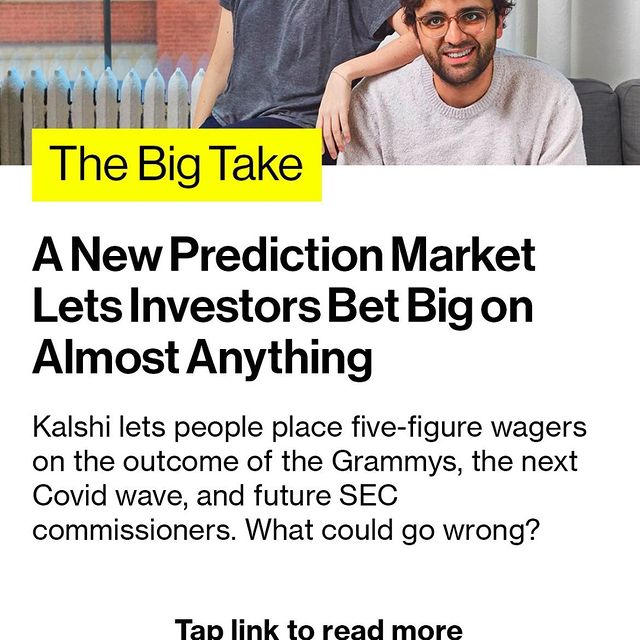 The Big Take
A New Prediction Market
Lets Investors Bet Big on
Almost Anything
Kalshi lets people place five-figure wagers
on the outcome of the Grammys, the next
Covid wave, and future SEC
commissioners. What could go wrong?
Tap link to read more